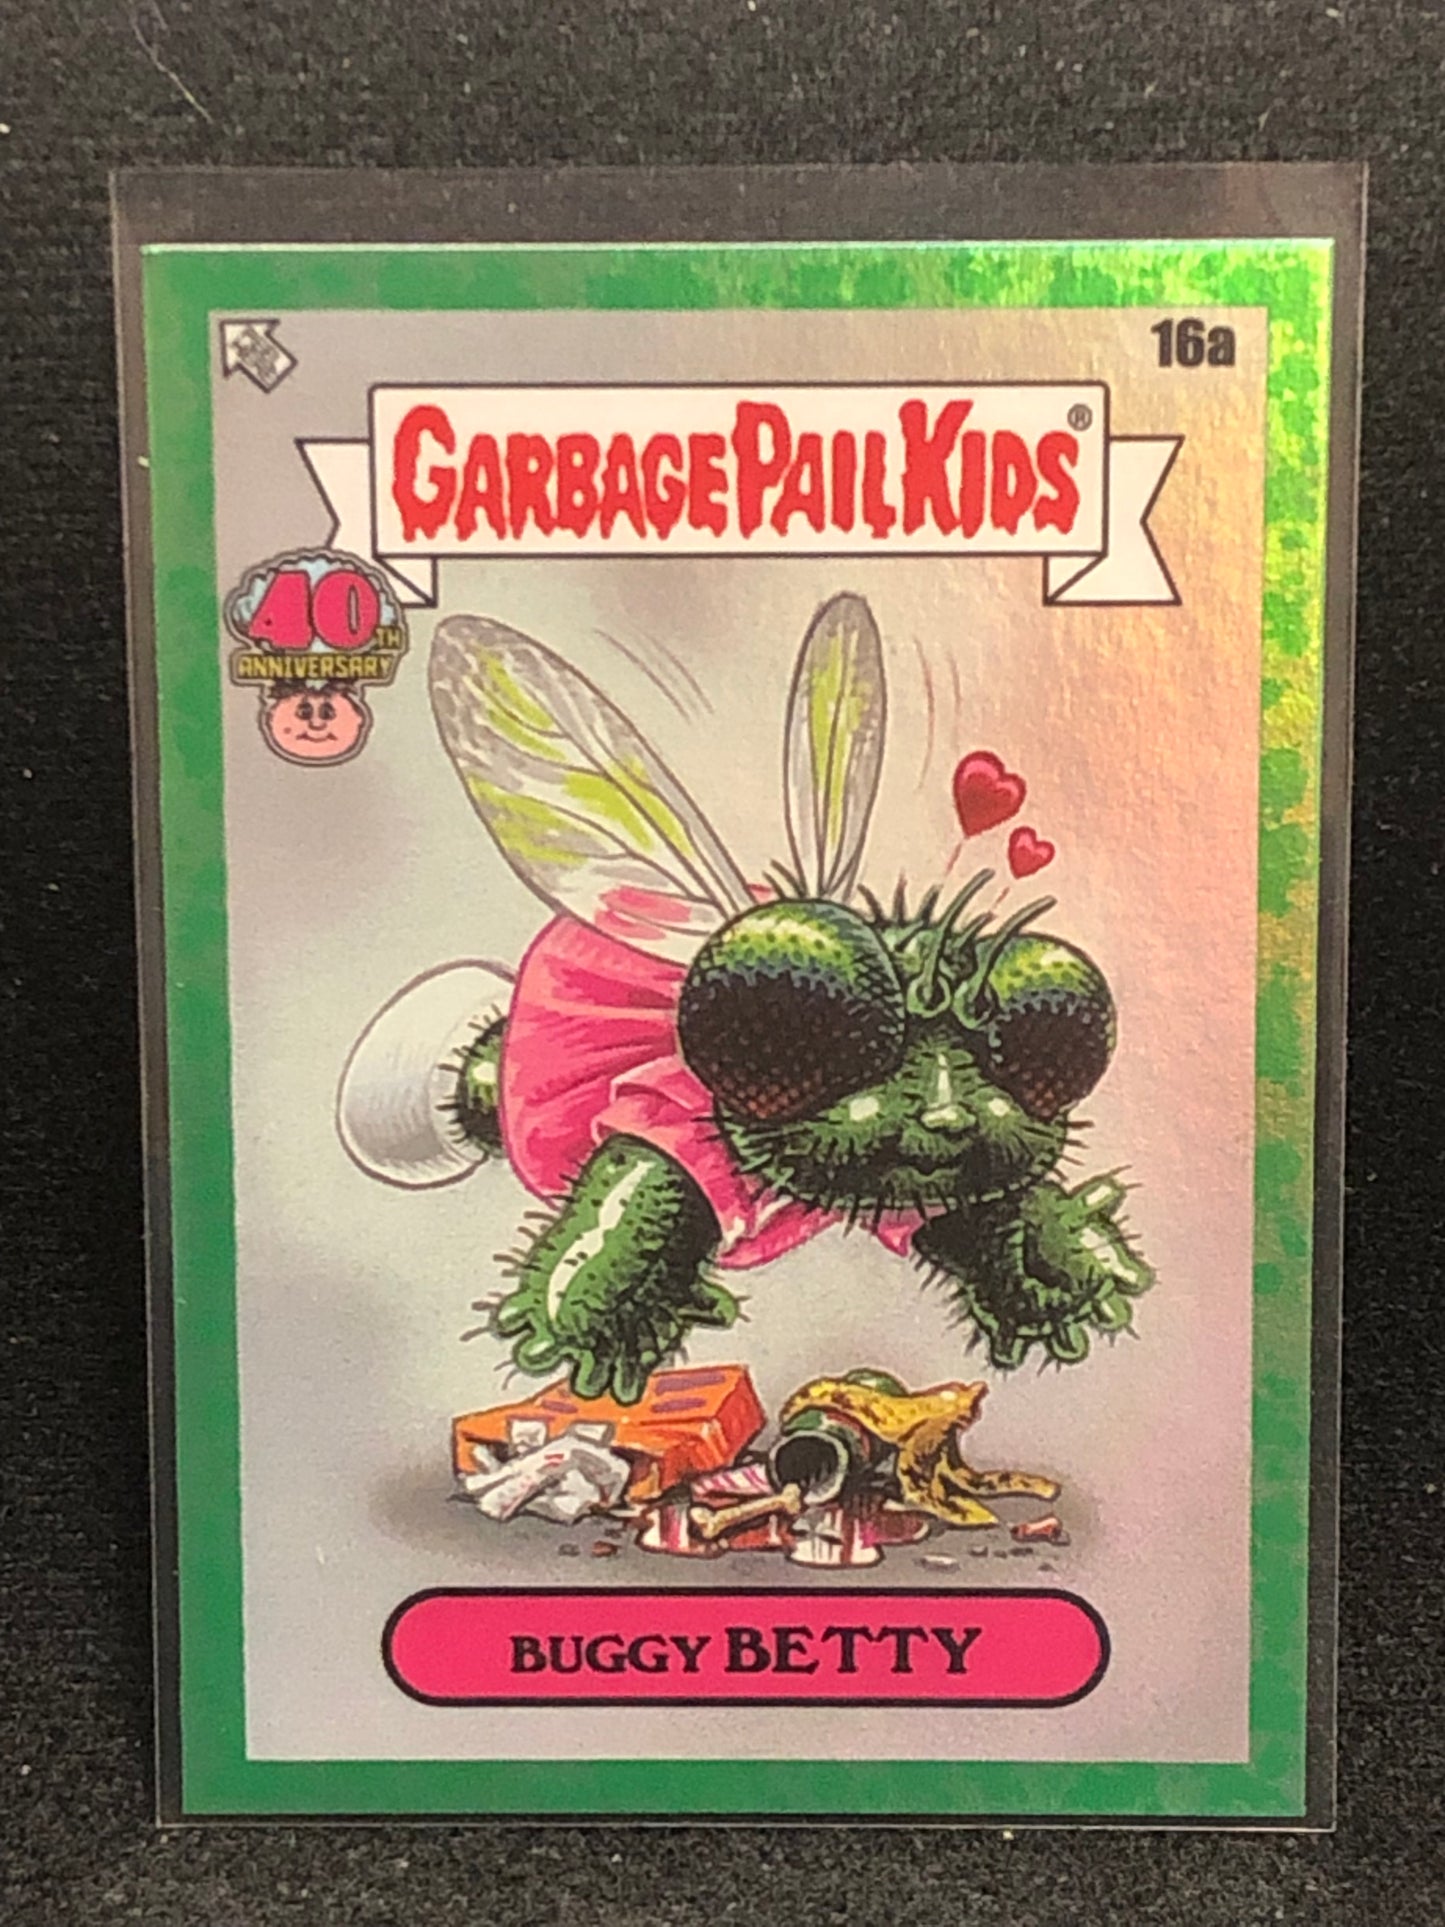 16a
GARBAGE PAIL KIDS®
40TH
ANNIVERSARY
BUGGY BETTY